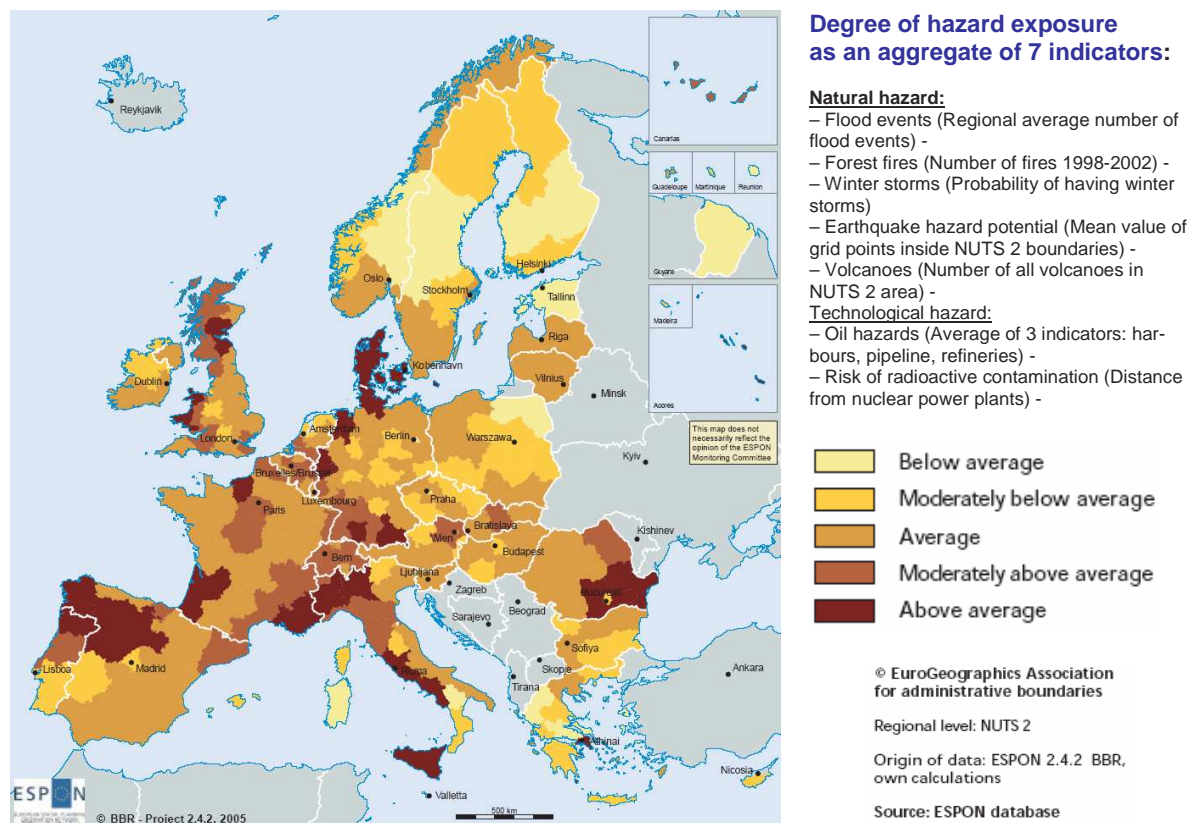 Degree of hazard exposure
as an aggregate of 7 indicators:
Natural hazard:
– Flood events (Regional average number of
flood events) -
– Forest fires (Number of fires 1998-2002) -
– Winter storms (Probability of having winter
storms)
– Earthquake hazard potential (Mean value of
grid points inside NUTS 2 boundaries) -
– Volcanoes (Number of all volcanoes in
NUTS 2 area) -
Technological hazard:
– Oil hazards (Average of 3 indicators: har-
bours, pipeline, refineries) -
– Risk of radioactive contamination (Distance
from nuclear power plants) -
Below average
Moderately below average
Average
Moderately above average
Above average
© EuroGeographics Association
for administrative boundaries
Regional level: NUTS 2
Origin of data: ESPON 2.4.2 BBR,
own calculations
Source: ESPON database
Reykjavik
Canarias
Guadeloupe
Martinique
Reunion
Guyane
Madeira
Acores
This map does not
necessarily reflect the
opinion of the ESPON
Monitoring Committee
Helsinki
Oslo
Stockholm
Tallinn
Riga
Vilnius
Minsk
Kobenhavn
Dublin
London
Amsterdam
Berlin
Warszawa
Kyiv
Bruxelles/Brussel
Luxembourg
Praha
Paris
Kishinev
Wien
Bratislava
Budapest
Bern
Ljubljana
Zagreb
Bucuresti
Beograd
Sarajevo
Sofiya
Skopje
Tirana
Ankara
Lisboa
Madrid
Roma
Athinai
Nicosia
Valletta
500 km
ESPON
© BBR - Project 2.4.2, 2005